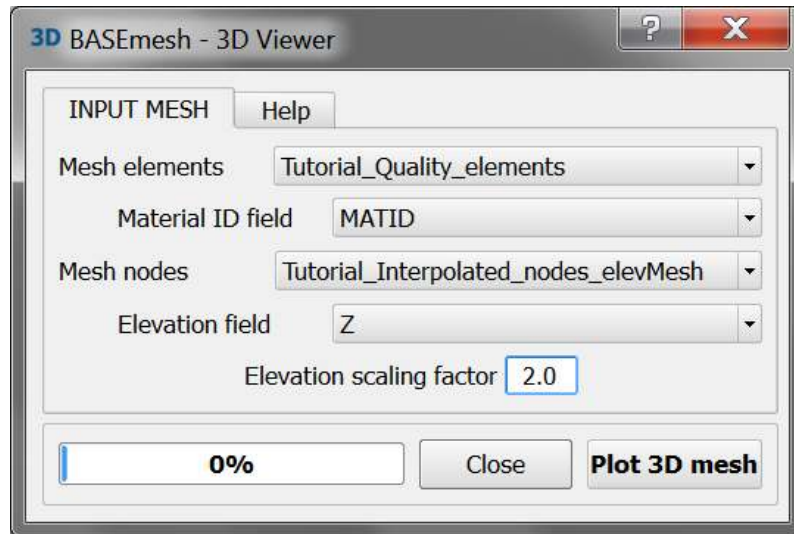 3D BASEmesh - 3D Viewer
?
X
INPUT MESH Help
Mesh elements Tutorial_Quality_elements
Material ID field MATID
Mesh nodes Tutorial_Interpolated_nodes_elevMesh
Elevation field Z
Elevation scaling factor 2.0
0% Close Plot 3D mesh